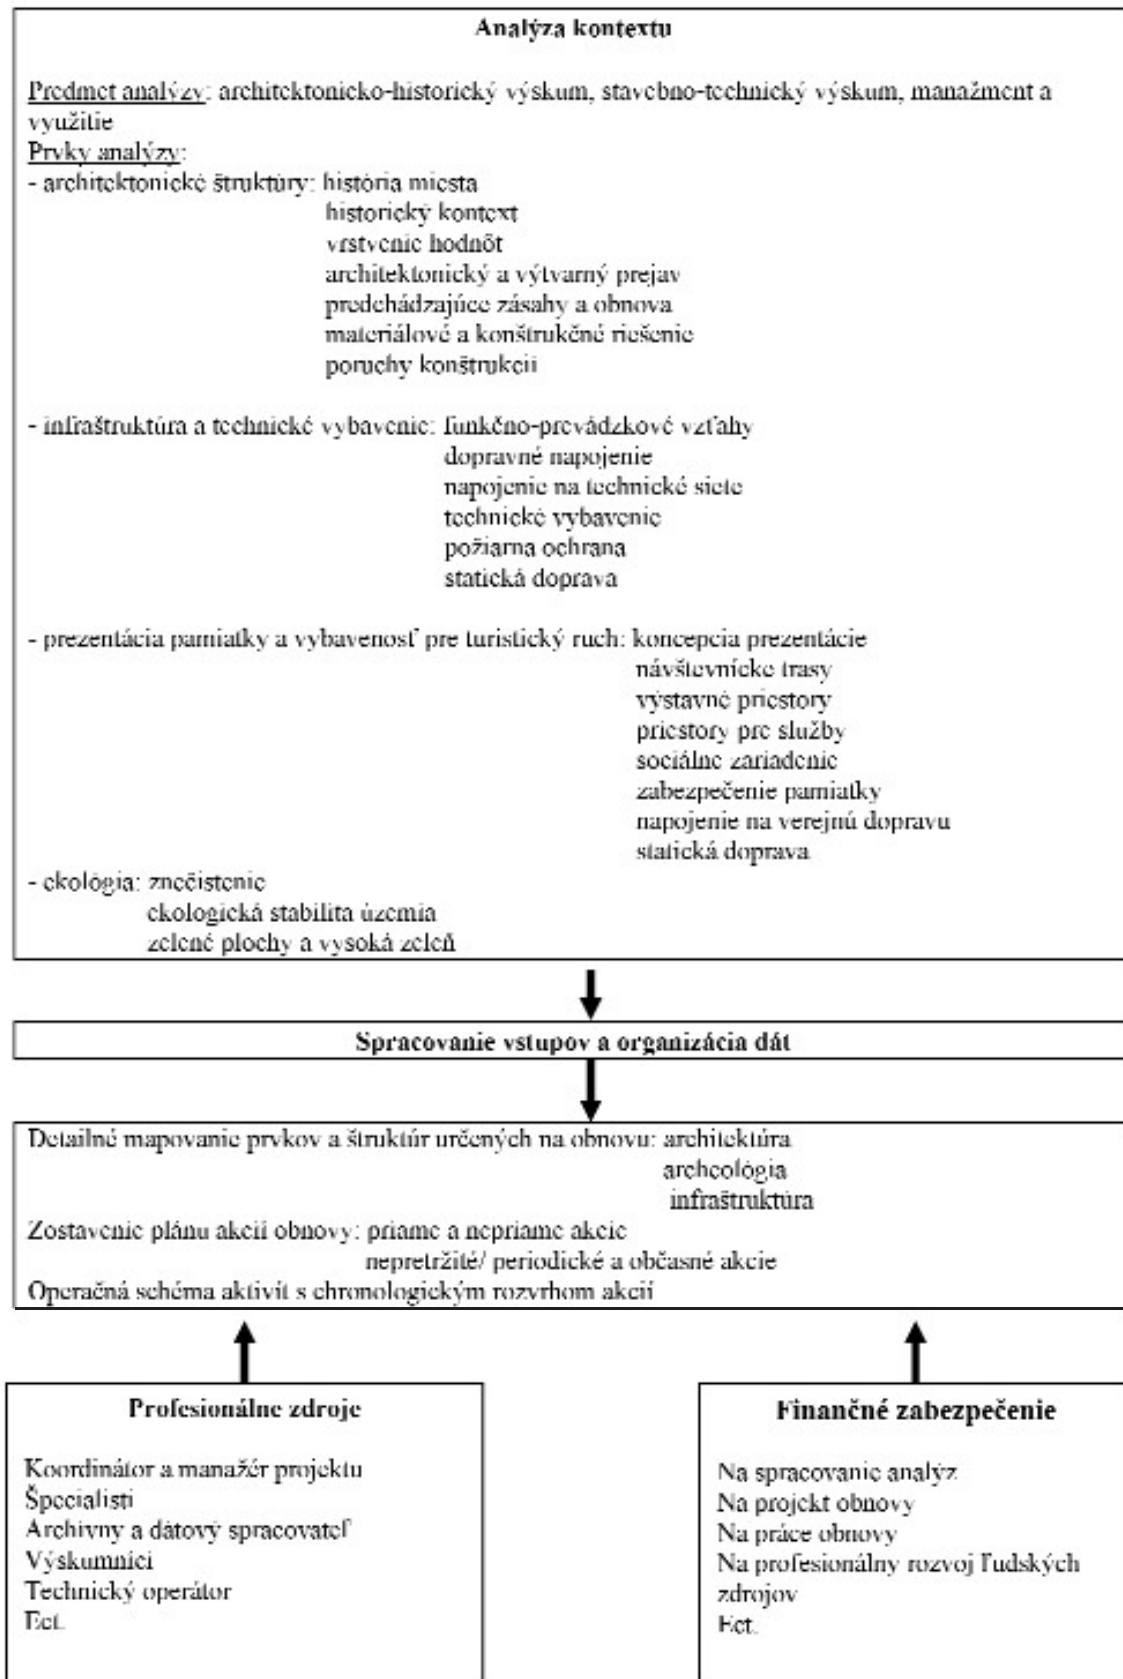 Analýza kontextu
Predmet analýzy: architektonicko-historický výskum, stavebno-technický výskum, manažment a
využitie
Prvky analýzy:
- architektonické štruktúry: história miesta
historický kontext
vrstvenie hodnôt
architektonický a výtvarný prejav
predchádzajúce zásahy a obnova
materiálové a konštrukčné riešenie
poruchy konštrukcií
- infraštruktúra a technické vybavenie: funkčno-prevádzkové vzťahy
dopravné napojenie
napojenie na technické siete
technické vybavenie
požiarna ochrana
statická doprava
- prezentácia pamiatky a vybavenosť pre turistický ruch: koncepcia prezentácie
návštevnícke trasy
výstavné priestory
priestory pre služby
sociálne zariadenie
zabezpečenie pamiatky
napojenie na verejnú dopravu
statická doprava
- ekológia: znečistenie
ekologická stabilita územia
zelené plochy a vysoká zeleň
Spracovanie vstupov a organizácia dát
Detailné mapovanie prvkov a štruktúr určených na obnovu: architektúra
archeológia
infraštruktúra
Zostavenie plánu akcií obnovy: priame a nepriame akcie
nepretržité/ periodické a občasné akcie
Operačná schéma aktivít s chronologickým rozvrhom akcií
Profesionálne zdroje
Koordinátor a manažér projektu
Špecialisti
Archivny a dátový spracovateľ
Výskumníci
Technický operátor
Ect.
Finančné zabezpečenie
Na spracovanie analýz
Na projekt obnovy
Na práce obnovy
Na profesionálny rozvoj ľudských
zdrojov
Ect.